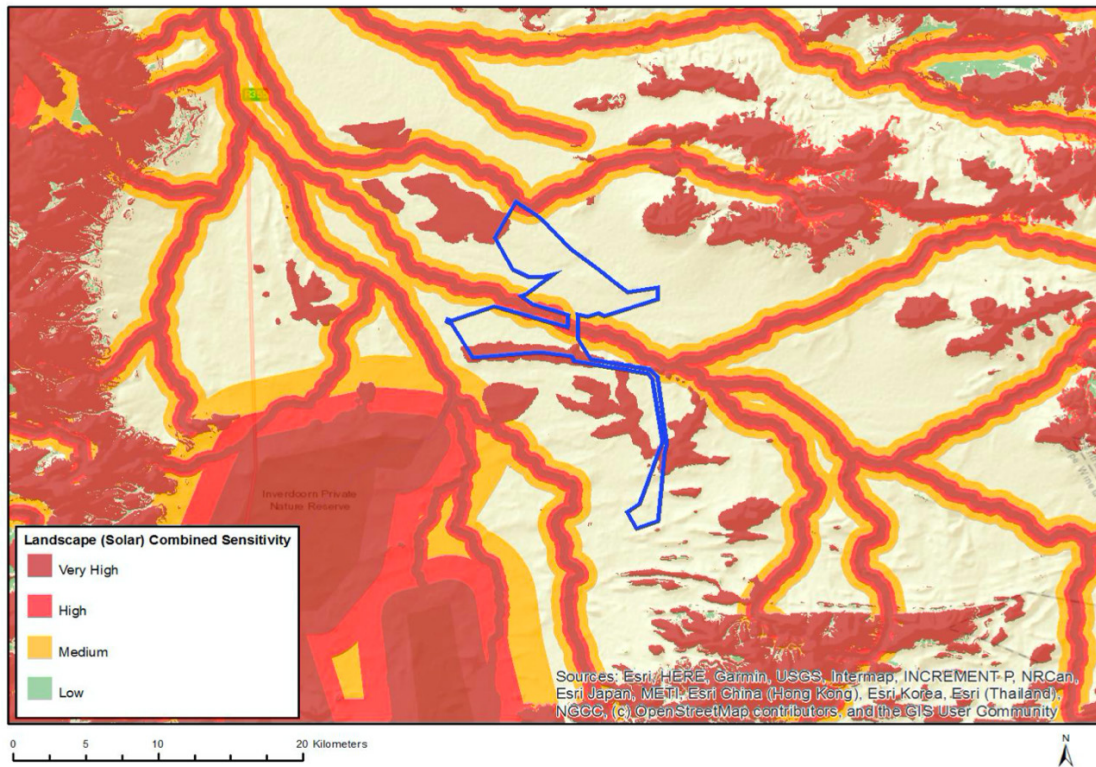 Inverdoorn Private
Nature Reserve
Landscape (Solar) Combined Sensitivity
Very High
High
Medium
Low
Sources: Esri, HERE, Garmin, USGS, Intermap, INCREMENT P, NRCan,
Esri Japan, METI, Esri China (Hong Kong), Esri Korea, Esri (Thailand),
NGCC, (c) OpenStreetMap contributors, and the GIS User Community
0 5 10 20 Kilometers
N